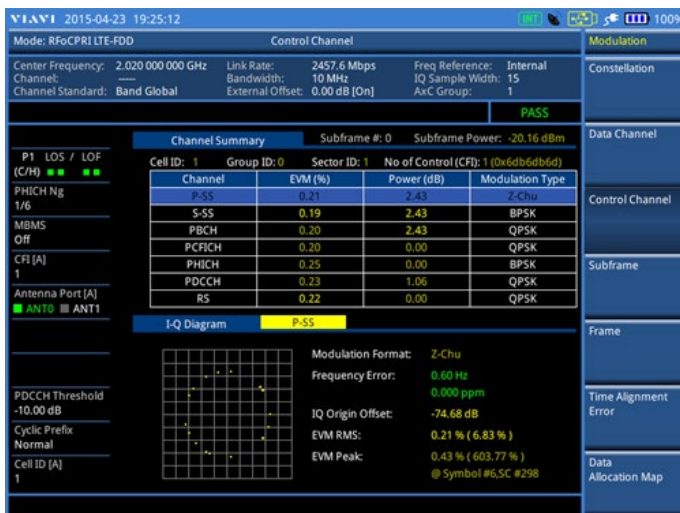 VIAVI 2015-04-23 19:25:12 INT 100%
Mode: RFoCPRI LTE-FDD Control Channel Modulation
Center Frequency: 2.020 000 000 GHz Link Rate: 2457.6 Mbps Freq Reference: Internal
Channel: ----- Bandwidth: 10 MHz IQ Sample Width: 15
Channel Standard: Band Global External Offset: 0.00 dB [On] AxC Group: 1
PASS
Channel Summary Subframe #: 0 Subframe Power: -20.16 dBm
Cell ID: 1 Group ID: 0 Sector ID: 1 No of Control (CFI): 1 (0x6db6db6d)
Channel EVM (%) Power (dB) Modulation Type
P-SS 0.21 2.43 Z-Chu
S-SS 0.19 2.43 BPSK
PBCH 0.20 2.43 QPSK
PCFICH 0.20 0.00 QPSK
PHICH 0.25 0.00 BPSK
PDCCH 0.23 1.06 QPSK
RS 0.22 0.00 QPSK
I-Q Diagram P-SS
Modulation Format: Z-Chu
Frequency Error: 0.60 Hz
0.000 ppm
IQ Origin Offset: -74.68 dB
EVM RMS: 0.21 % ( 6.83 % )
EVM Peak: 0.43 % ( 603.77 % )
@ Symbol #6,SC #298
P1 LOS / LOF
(C/H)
PHICH Ng
1/6
MBMS
Off
CFI [A]
1
Antenna Port [A]
ANT0 ANT1
PDCCH Threshold
-10.00 dB
Cyclic Prefix
Normal
Cell ID [A]
1
Constellation
Data Channel
Control Channel
Subframe
Frame
Time Alignment
Error
Data
Allocation Map